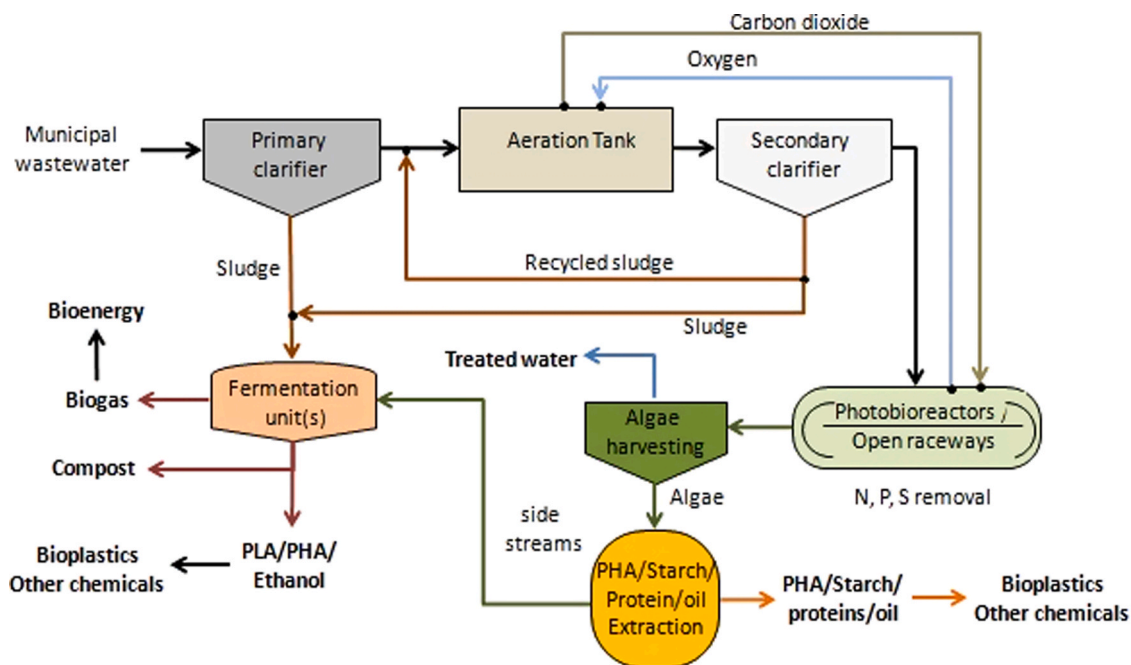 Carbon dioxide
Oxygen
Municipal
wastewater
Primary
clarifier
Aeration Tank
Secondary
clarifier
Sludge
Recycled sludge
Sludge
Bioenergy
Treated water
Biogas
Fermentation
unit(s)
Algae
harvesting
Photobioreactors /
Open raceways
Compost
N, P, S removal
Algae
side
streams
Bioplastics
Other chemicals
PLA/PHA/
Ethanol
PHA/Starch/
Protein/oil
Extraction
PHA/Starch/
proteins/oil
Bioplastics
Other chemicals